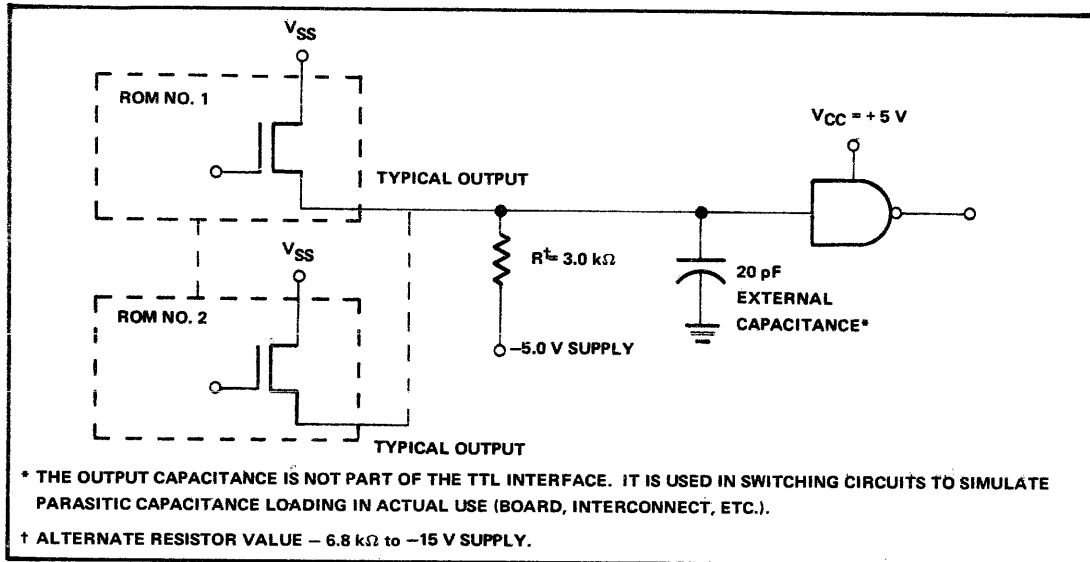 VSS
ROM NO. 1
VCC = +5 V
TYPICAL OUTPUT
VSS
R†= 3.0 kΩ
20 pF
EXTERNAL
CAPACITANCE*
ROM NO. 2
–5.0 V SUPPLY
TYPICAL OUTPUT
* THE OUTPUT CAPACITANCE IS NOT PART OF THE TTL INTERFACE. IT IS USED IN SWITCHING CIRCUITS TO SIMULATE
PARASITIC CAPACITANCE LOADING IN ACTUAL USE (BOARD, INTERCONNECT, ETC.).
† ALTERNATE RESISTOR VALUE – 6.8 kΩ to –15 V SUPPLY.